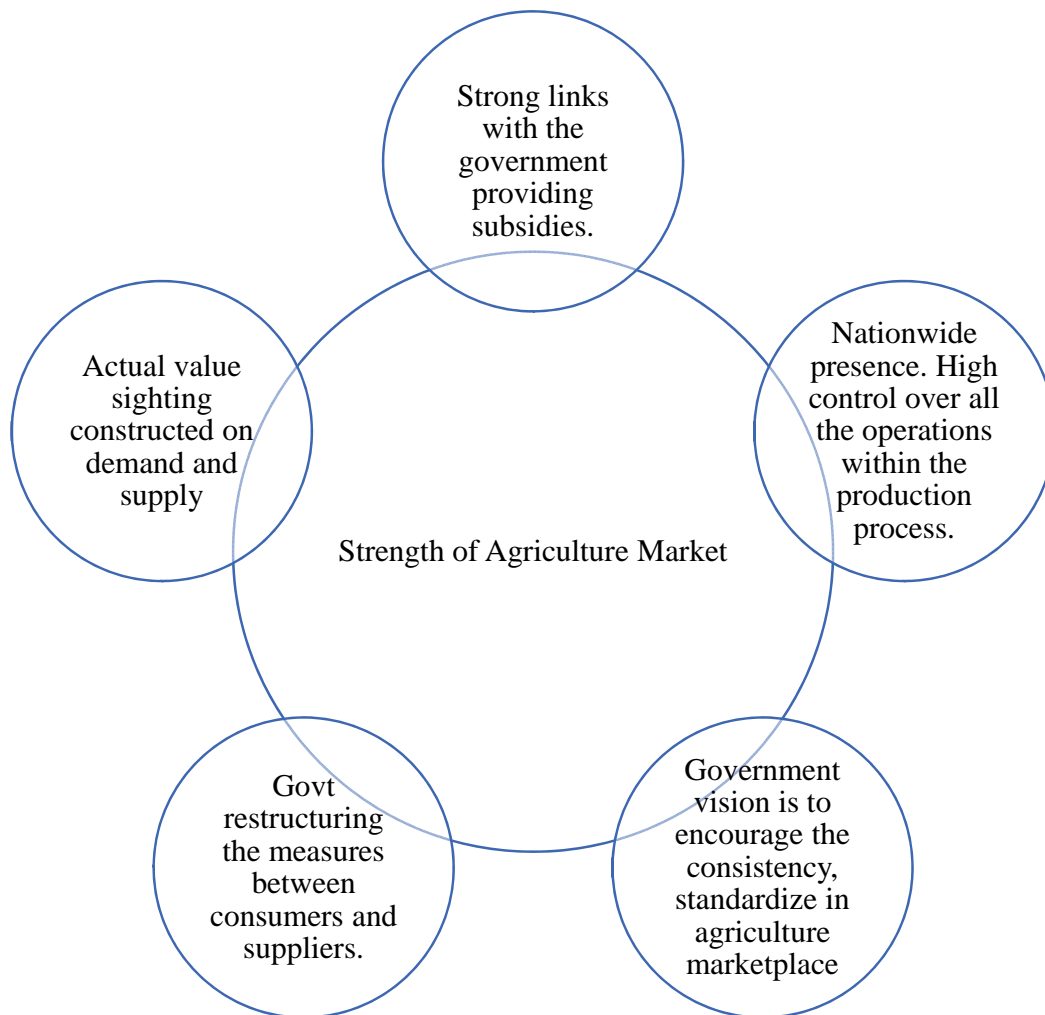 Strong links
with the
government
providing
subsidies.
Nationwide
presence. High
control over all
the operations
within the
production
process.
Government
vision is to
encourage the
consistency,
standardize in
agriculture
marketplace
Govt
restructuring
the measures
between
consumers and
suppliers.
Actual value
sighting
constructed on
demand and
supply
Strength of Agriculture Market